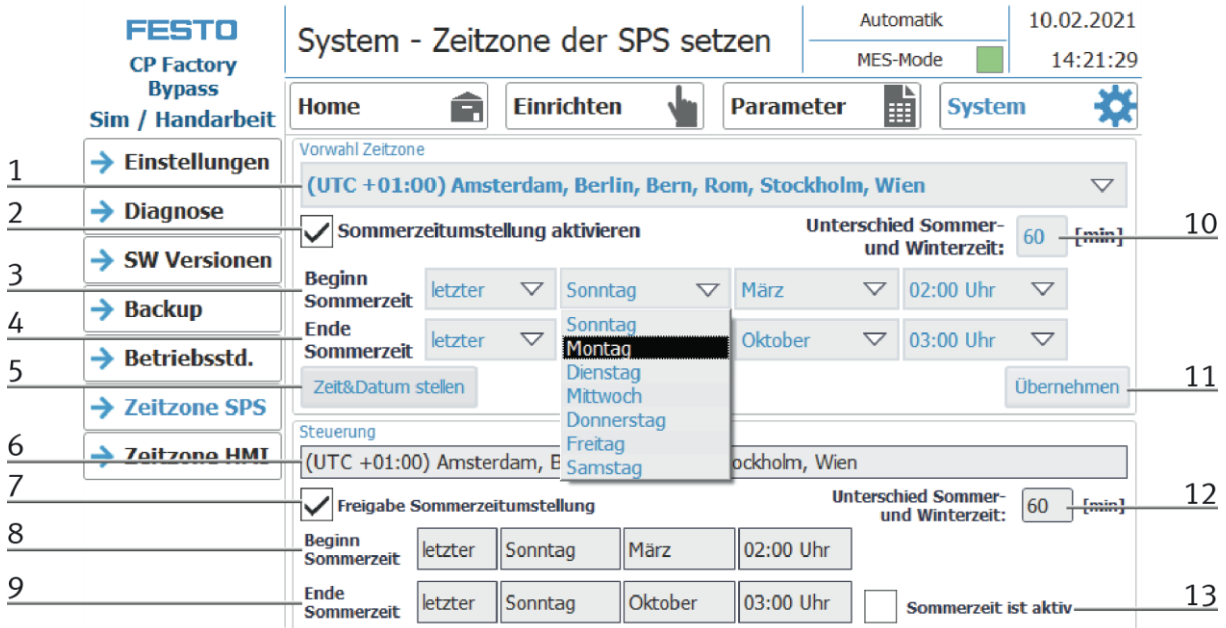 FESTO
CP Factory
Bypass
Sim / Handarbeit
System - Zeitzone der SPS setzen
Automatik
MES-Mode
10.02.2021
14:21:29
Home
Einrichten
Parameter
System
Einstellungen
Diagnose
SW Versionen
Backup
Betriebsstd.
Zeitzone SPS
Zeitzone HMI
1
2
3
4
5
6
7
8
9
Vorwahl Zeitzone
(UTC +01:00) Amsterdam, Berlin, Bern, Rom, Stockholm, Wien
Sommerzeitumstellung aktivieren
Unterschied Sommer-
und Winterzeit:
60 [min]
10
Beginn
Sommerzeit
letzter Sonntag März 02:00 Uhr
Ende
Sommerzeit
letzter
Oktober 03:00 Uhr
Sonntag
Montag
Dienstag
Mittwoch
Donnerstag
Freitag
Samstag
Zeit&Datum stellen
Übernehmen
11
Steuerung
(UTC +01:00) Amsterdam, B
ockholm, Wien
Freigabe Sommerzeitumstellung
Unterschied Sommer-
und Winterzeit:
60 [min]
12
Beginn
Sommerzeit
letzter Sonntag März 02:00 Uhr
Ende
Sommerzeit
letzter Sonntag Oktober 03:00 Uhr
Sommerzeit ist aktiv
13